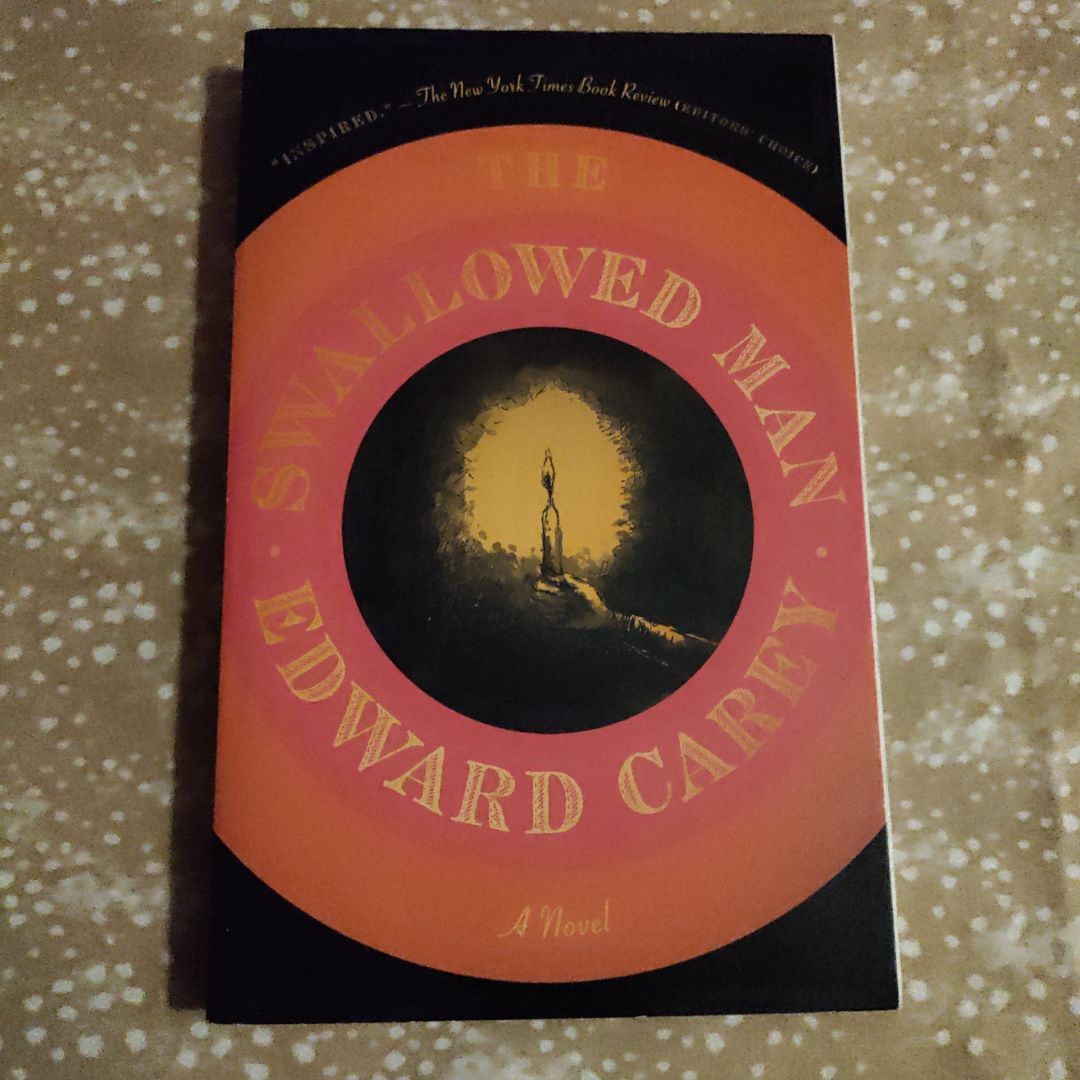 "INSPIRED." — The New York Times Book Review (EDITORS' CHOICE)
THE
SWALLOWED MAN
· EDWARD CAREY ·
A Novel